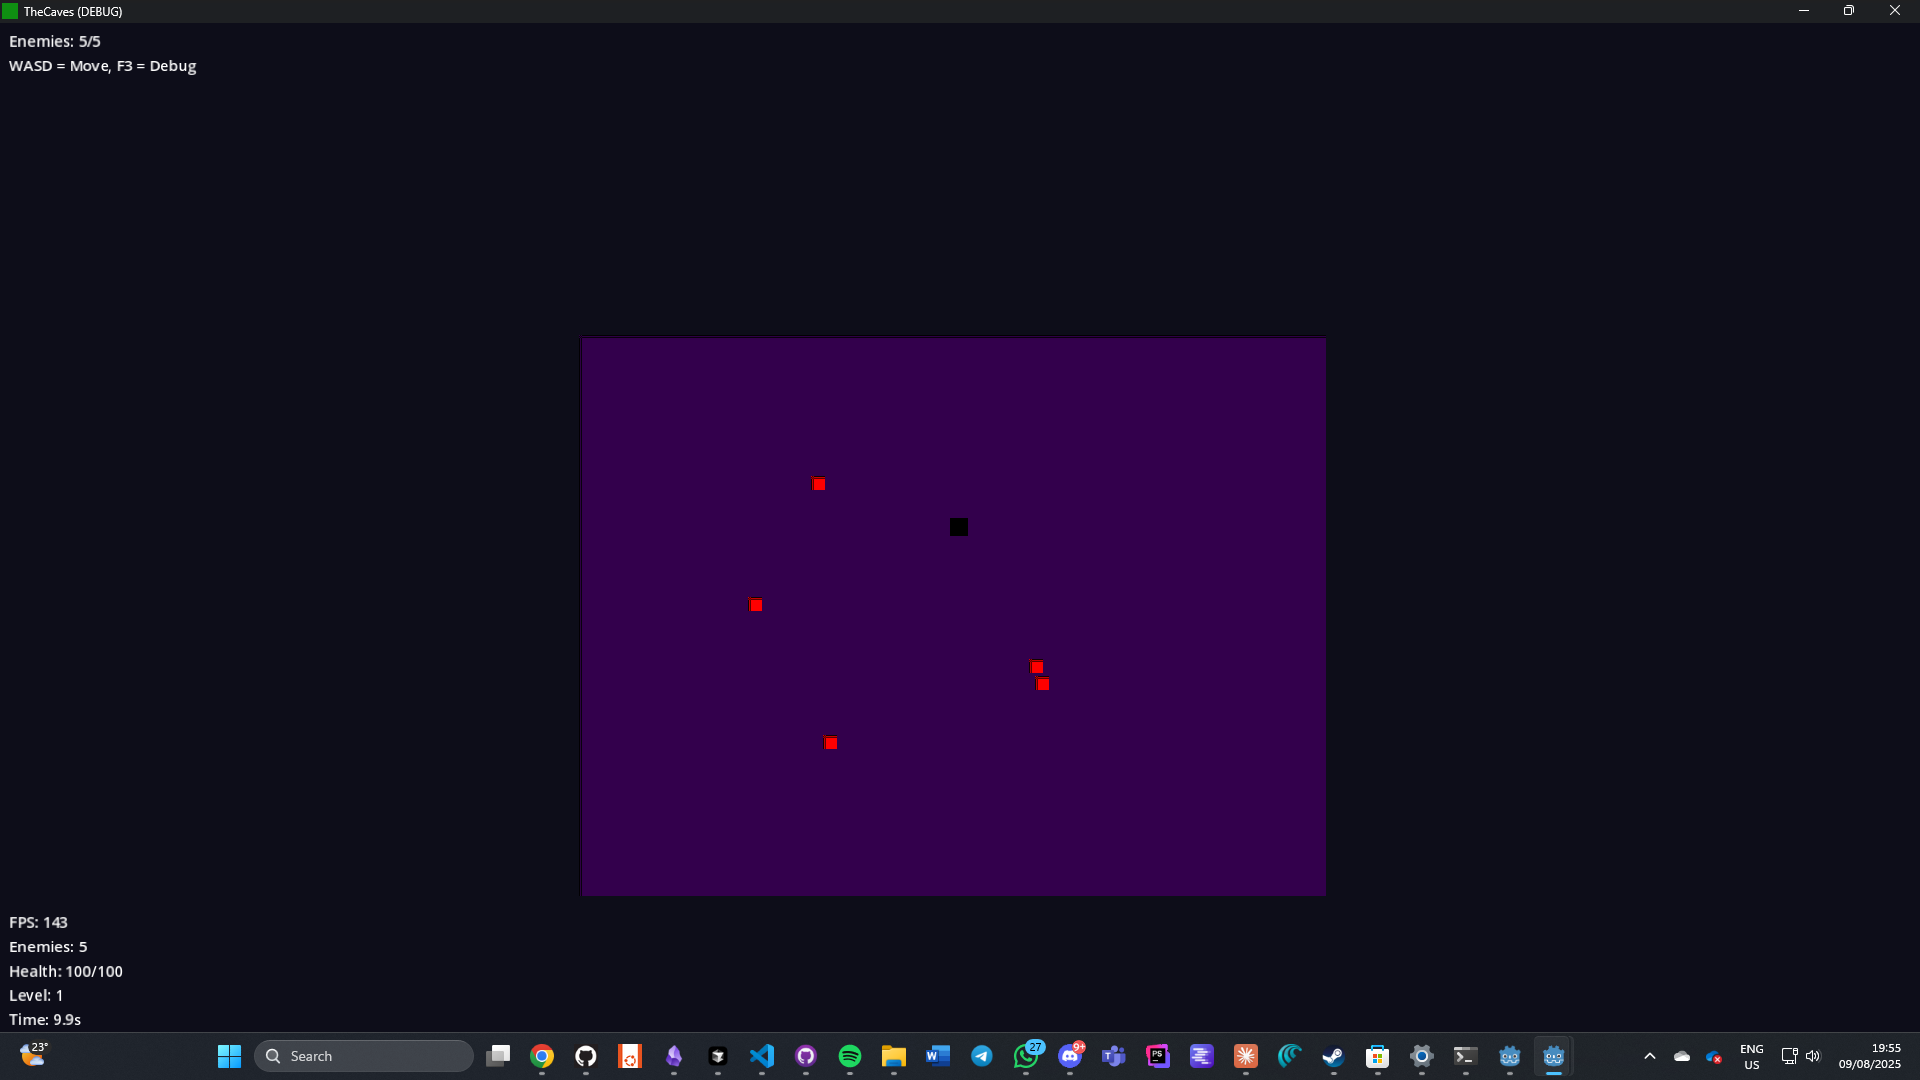 TheCaves (DEBUG)
Enemies: 5/5
WASD = Move, F3 = Debug
FPS: 143
Enemies: 5
Health: 100/100
Level: 1
Time: 9.9s
23°
Search
W
27
9+
T
PS
ENG
US
19:55
09/08/2025